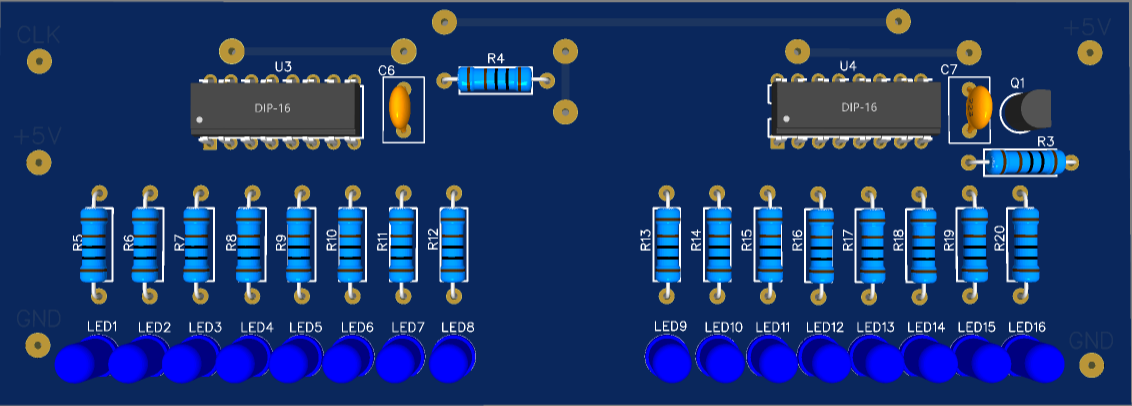 CLK
+5V
R4
U3
C6
U4
C7
Q1
DIP-16
DIP-16
+5V
R3
R5
R6
R7
R8
R9
R10
R11
R12
R13
R14
R15
R16
R17
R18
R19
R20
GND
LED1 LED2 LED3 LED4 LED5 LED6 LED7 LED8
LED9 LED10 LED11 LED12 LED13 LED14 LED15 LED16
GND